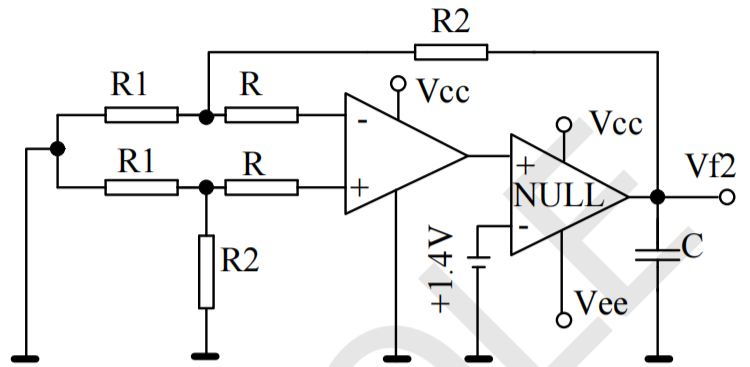 R2
R1
R
Vcc
-
Vcc
R1
R
+
+
NULL
-
Vf2
R2
+1.4V
Vee
C